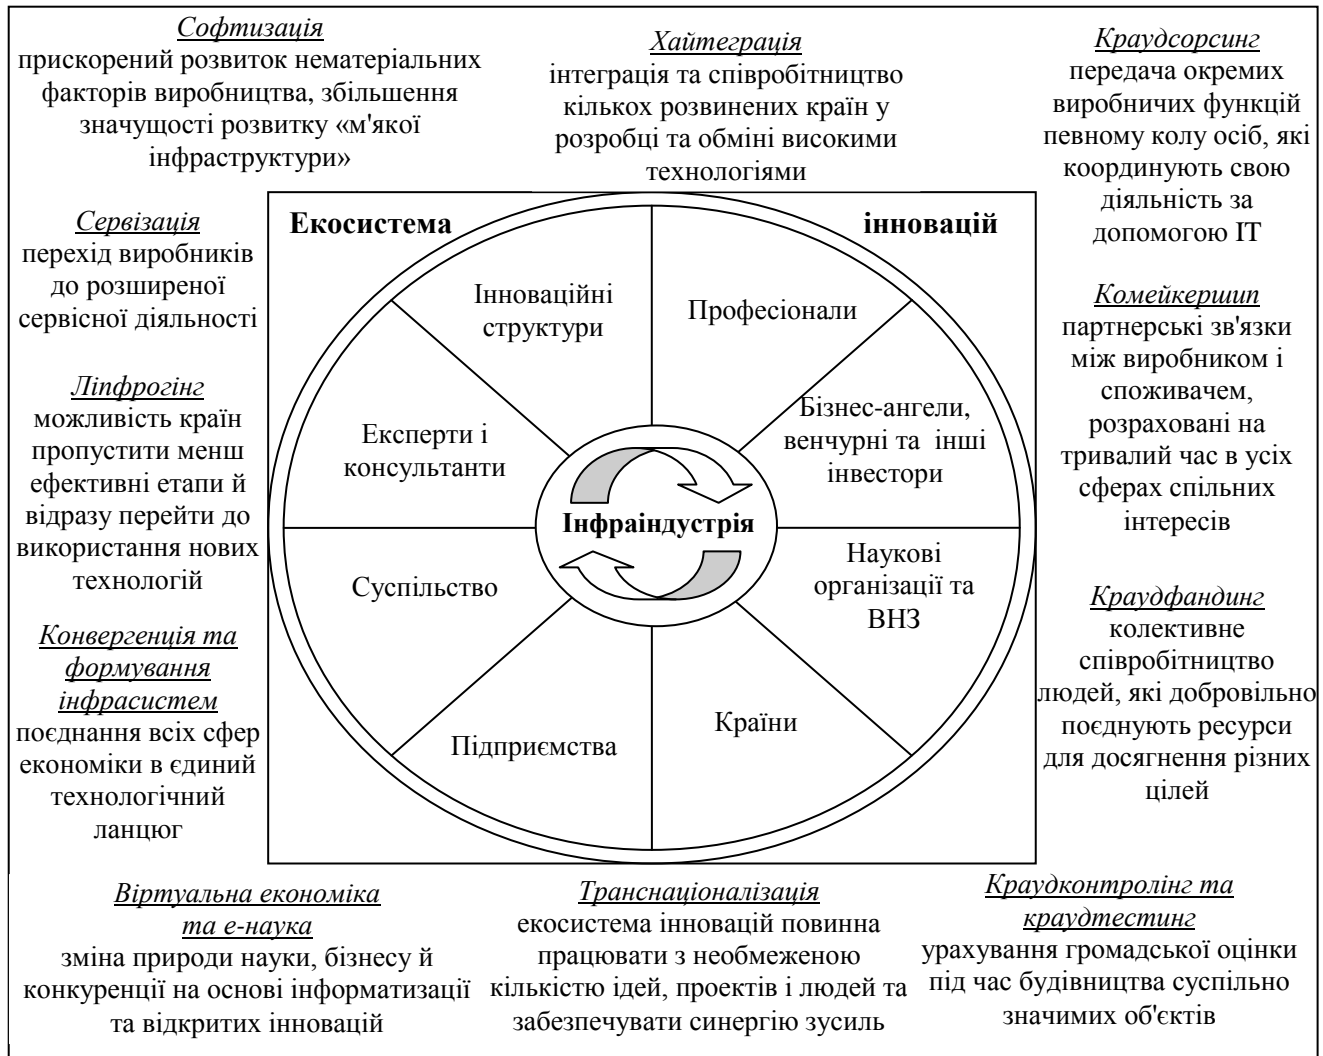 Софтизація
прискорений розвиток нематеріальних
факторів виробництва, збільшення
значущості розвитку «м'якої
інфраструктури»
Хайтеграція
інтеграція та співробітництво
кількох розвинених країн у
розробці та обміні високими
технологіями
Краудсорсинг
передача окремих
виробничих функцій
певному колу осіб, які
координують свою
діяльність за
допомогою ІТ
Сервізація
перехід виробників
до розширеної
сервісної діяльності
Ліпфрогінг
можливість країн
пропустити менш
ефективні етапи й
відразу перейти до
використання нових
технологій
Конвергенція та
формування
інфрасистем
поєднання всіх сфер
економіки в єдиний
технологічний
ланцюг
Екосистема інновацій
Інноваційні
структури
Професіонали
Експерти і
консультанти
Бізнес-ангели,
венчурні та інші
інвестори
Інфраіндустрія
Суспільство
Наукові
організації та
ВНЗ
Підприємства
Країни
Комейкершип
партнерські зв'язки
між виробником і
споживачем,
розраховані на
тривалий час в усіх
сферах спільних
інтересів
Краудфандинг
колективне
співробітництво
людей, які добровільно
поєднують ресурси
для досягнення різних
цілей
Віртуальна економіка
та е-наука
зміна природи науки, бізнесу й
конкуренції на основі інформатизації
та відкритих інновацій
Транснаціоналізація
екосистема інновацій повинна
працювати з необмеженою
кількістю ідей, проектів і людей та
забезпечувати синергію зусиль
Краудконтролінг та
краудтестинг
урахування громадської оцінки
під час будівництва суспільно
значимих об'єктів